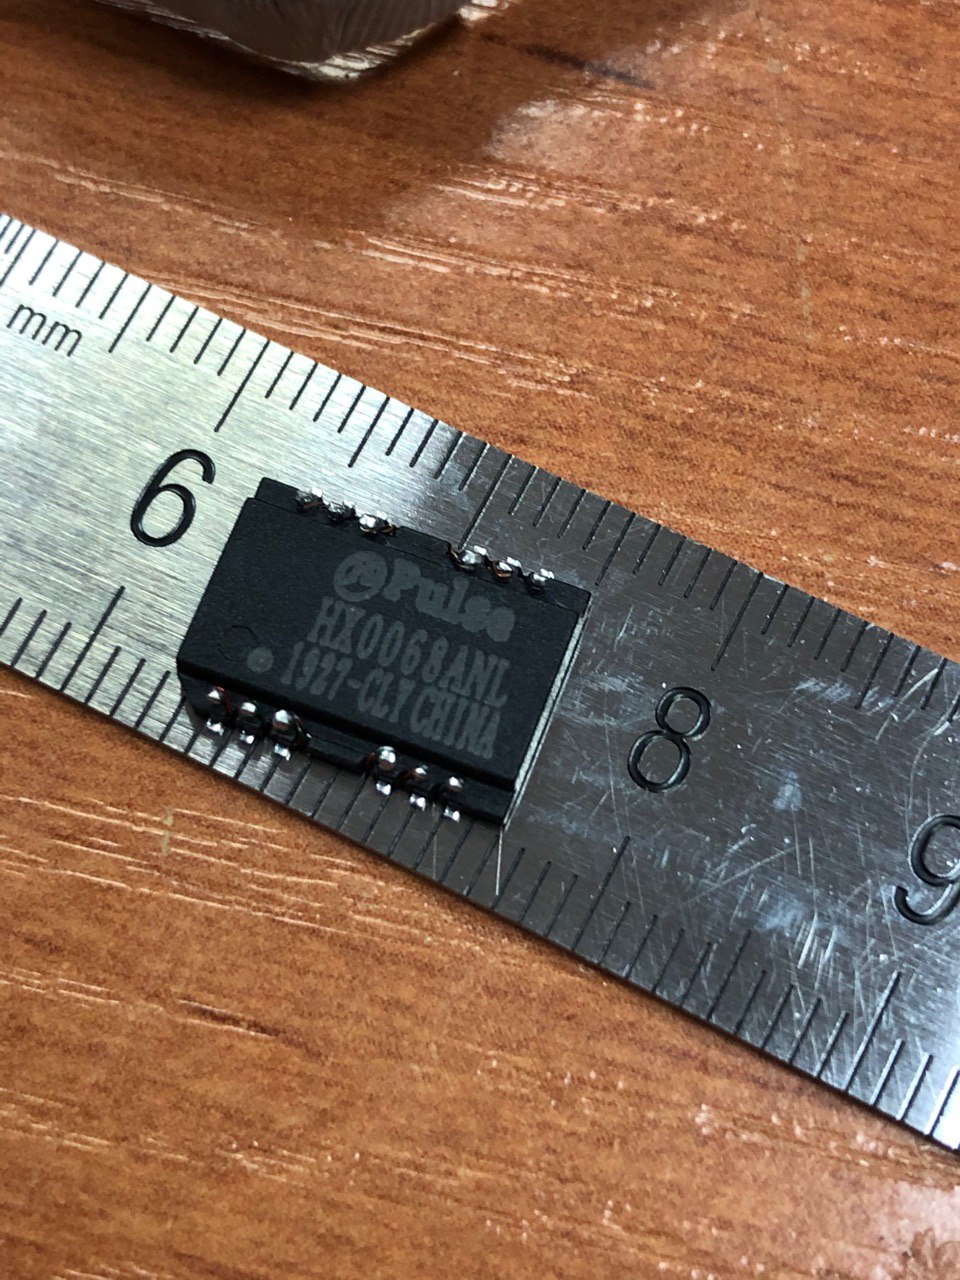 mm
6
Pulse
HX0068ANL
1927-CLY CHINA
8
9